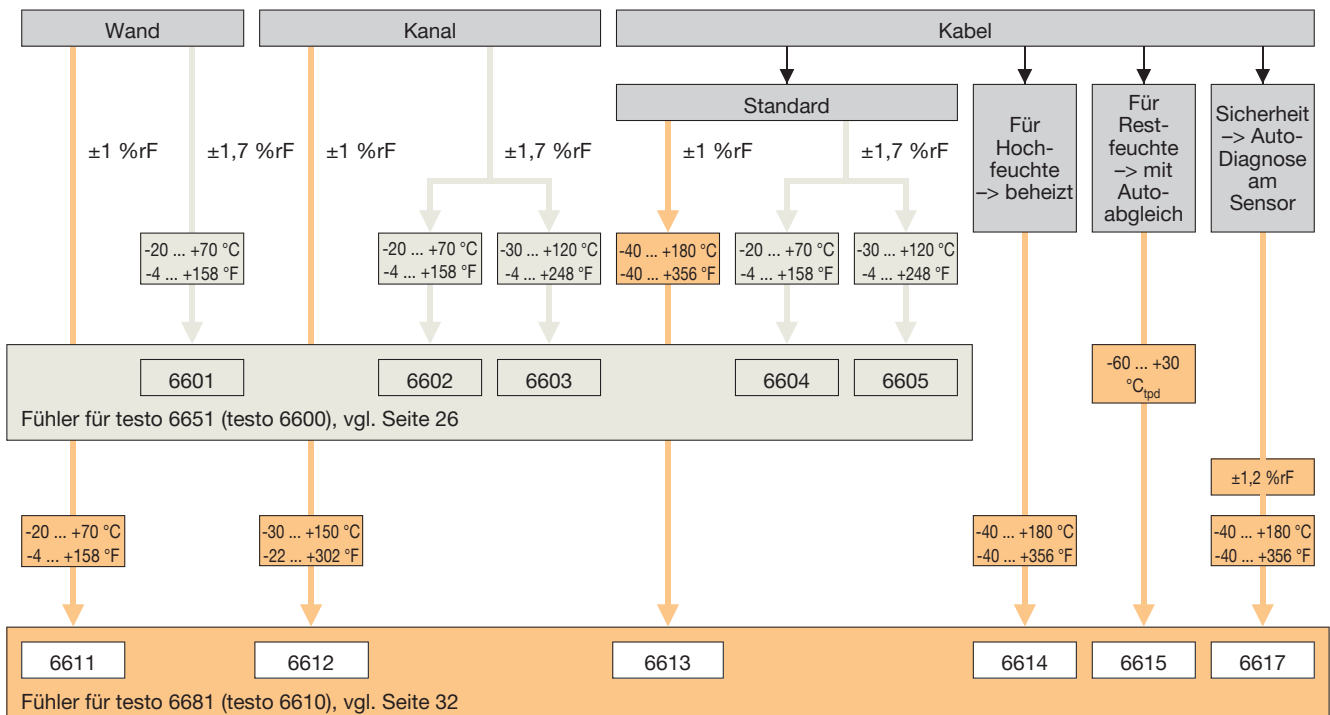 Wand
Kanal
Kabel
Standard
Für
Hoch-
feuchte
–> beheizt
Für
Rest-
feuchte
–> mit
Auto-
abgleich
Sicherheit
–> Auto-
Diagnose
am
Sensor
±1 %rF
±1,7 %rF
±1 %rF
±1,7 %rF
±1 %rF
±1,7 %rF
-20 ... +70 °C
-4 ... +158 °F
-20 ... +70 °C
-4 ... +158 °F
-30 ... +120 °C
-4 ... +248 °F
-40 ... +180 °C
-40 ... +356 °F
-20 ... +70 °C
-4 ... +158 °F
-30 ... +120 °C
-4 ... +248 °F
6601
6602
6603
6604
6605
-60 ... +30
°Ctpd
Fühler für testo 6651 (testo 6600), vgl. Seite 26
±1,2 %rF
-20 ... +70 °C
-4 ... +158 °F
-30 ... +150 °C
-22 ... +302 °F
-40 ... +180 °C
-40 ... +356 °F
-40 ... +180 °C
-40 ... +356 °F
6611
6612
6613
6614
6615
6617
Fühler für testo 6681 (testo 6610), vgl. Seite 32